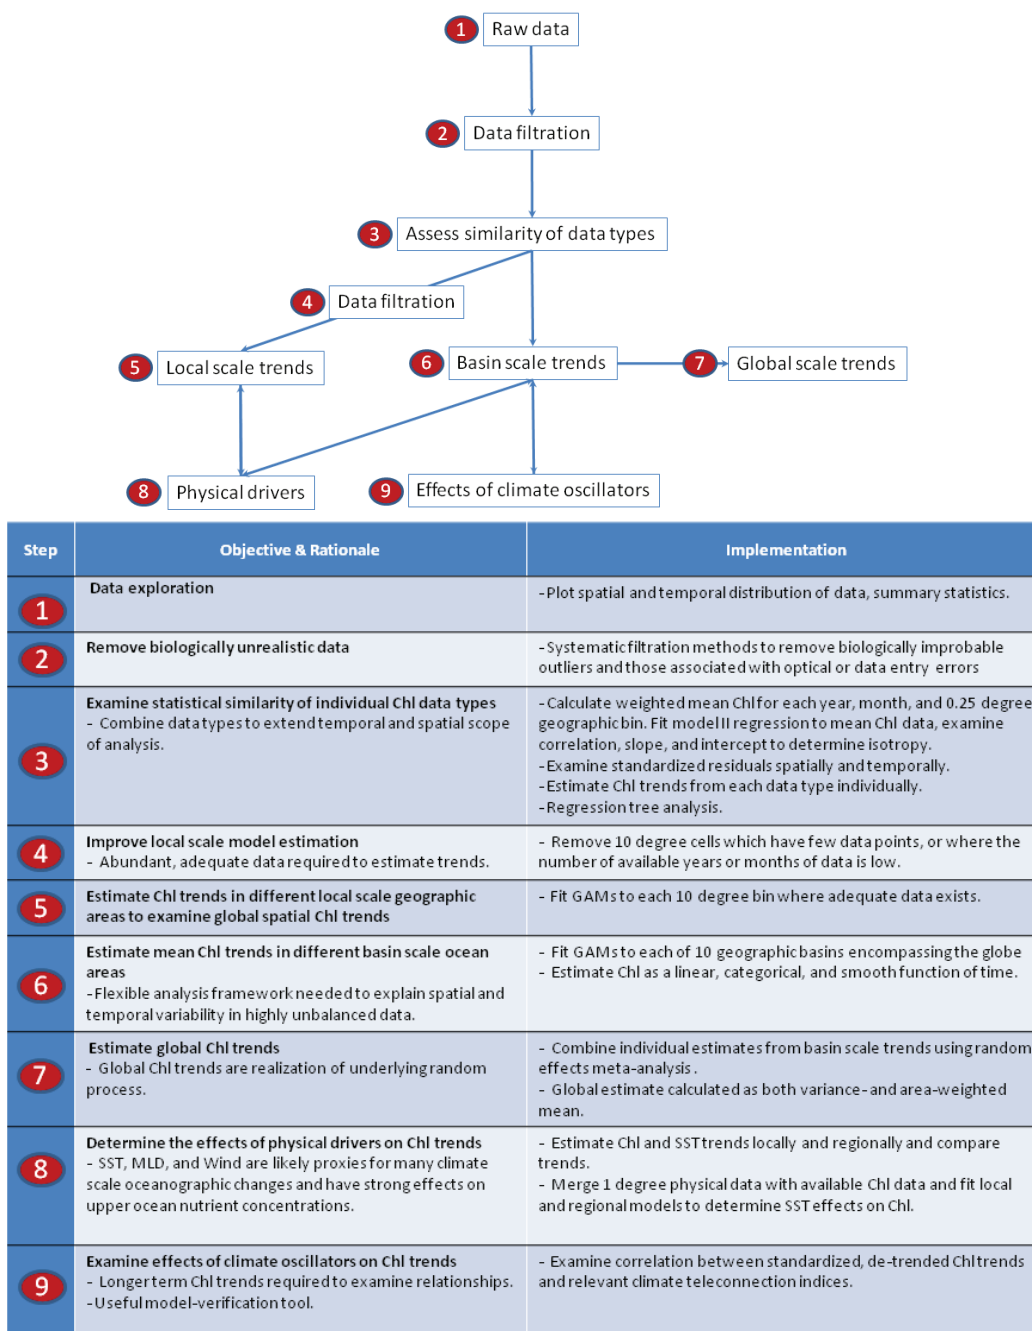 1 Raw data
2 Data filtration
3 Assess similarity of data types
4 Data filtration
5 Local scale trends
6 Basin scale trends
7 Global scale trends
8 Physical drivers
9 Effects of climate oscillators
Step Objective & Rationale Implementation
1
Data exploration
-Plot spatial and temporal distribution of data, summary statistics.
2
Remove biologically unrealistic data
-Systematic filtration methods to remove biologically improbable
outliers and those associated with optical or data entry errors
3
Examine statistical similarity of individual Chl data types
- Combine data types to extend temporal and spatial scope
of analysis.
-Calculate weighted mean Chl for each year, month, and 0.25 degree
geographic bin. Fit model II regression to mean Chl data, examine
correlation, slope, and intercept to determine isotropy.
-Examine standardized residuals spatially and temporally.
-Estimate Chl trends from each data type individually.
-Regression tree analysis.
4
Improve local scale model estimation
- Abundant, adequate data required to estimate trends.
- Remove 10 degree cells which have few data points, or where the
number of available years or months of data is low.
5
Estimate Chl trends in different local scale geographic
areas to examine global spatial Chl trends
- Fit GAMs to each 10 degree bin where adequate data exists.
6
Estimate mean Chl trends in different basin scale ocean
areas
-Flexible analysis framework needed to explain spatial and
temporal variability in highly unbalanced data.
- Fit GAMs to each of 10 geographic basins encompassing the globe
- Estimate Chl as a linear, categorical, and smooth function of time.
7
Estimate global Chl trends
- Global Chl trends are realization of underlying random
process.
- Combine individual estimates from basin scale trends using random
effects meta-analysis.
- Global estimate calculated as both variance- and area-weighted
mean.
8
Determine the effects of physical drivers on Chl trends
- SST, MLD, and Wind are likely proxies for many climate
scale oceanographic changes and have strong effects on
upper ocean nutrient concentrations.
- Estimate Chl and SST trends locally and regionally and compare
trends.
- Merge 1 degree physical data with available Chl data and fit local
and regional models to determine SST effects on Chl.
9
Examine effects of climate oscillators on Chl trends
- Longer term Chl trends required to examine relationships.
-Useful model-verification tool.
- Examine correlation between standardized, de-trended Chl trends
and relevant climate teleconnection indices.